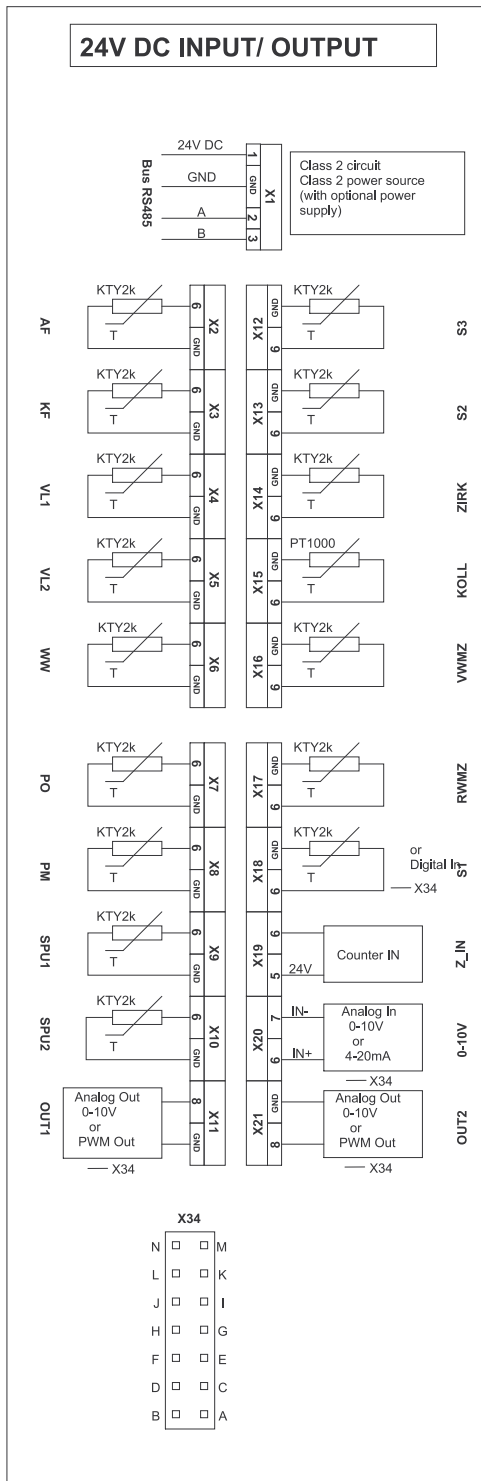 24V DC INPUT/ OUTPUT
Bus RS485
24V DC
GND
A
B
1
GND
2
3
X1
Class 2 circuit
Class 2 power source
(with optional power
supply)
AF
KTY2k
T
6
GND
X2
X12
GND
6
KTY2k
T
S3
KF
KTY2k
T
6
GND
X3
X13
GND
6
KTY2k
T
S2
VL1
KTY2k
T
6
GND
X4
X14
GND
6
KTY2k
T
ZIRK
VL2
KTY2k
T
6
GND
X5
X15
GND
6
PT1000
T
KOLL
WW
KTY2k
T
6
GND
X6
X16
GND
6
KTY2k
T
VWMZ
PO
KTY2k
T
6
GND
X7
X17
GND
6
KTY2k
T
RWMZ
PM
KTY2k
T
6
GND
X8
X18
GND
6
KTY2k
T
or
Digital In
X34
ST
SPU1
KTY2k
T
6
GND
X9
X19
6
5
24V
Counter IN
Z_IN
SPU2
KTY2k
T
6
GND
X10
X20
7
6
IN-
IN+
Analog In
0-10V
or
4-20mA
X34
0-10V
OUT1
Analog Out
0-10V
or
PWM Out
X34
8
GND
X11
X21
GND
8
Analog Out
0-10V
or
PWM Out
X34
OUT2
X34
N M
L K
J I
H G
F E
D C
B A